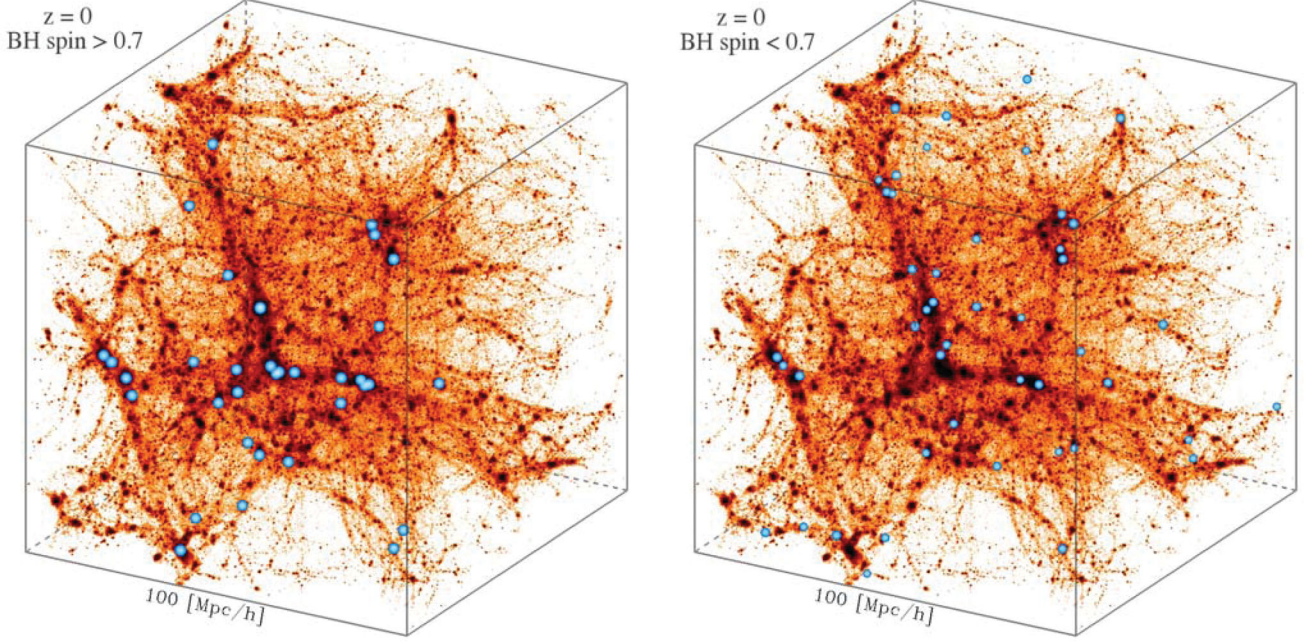 z = 0
BH spin > 0.7
100 [Mpc/h]
z = 0
BH spin < 0.7
100 [Mpc/h]